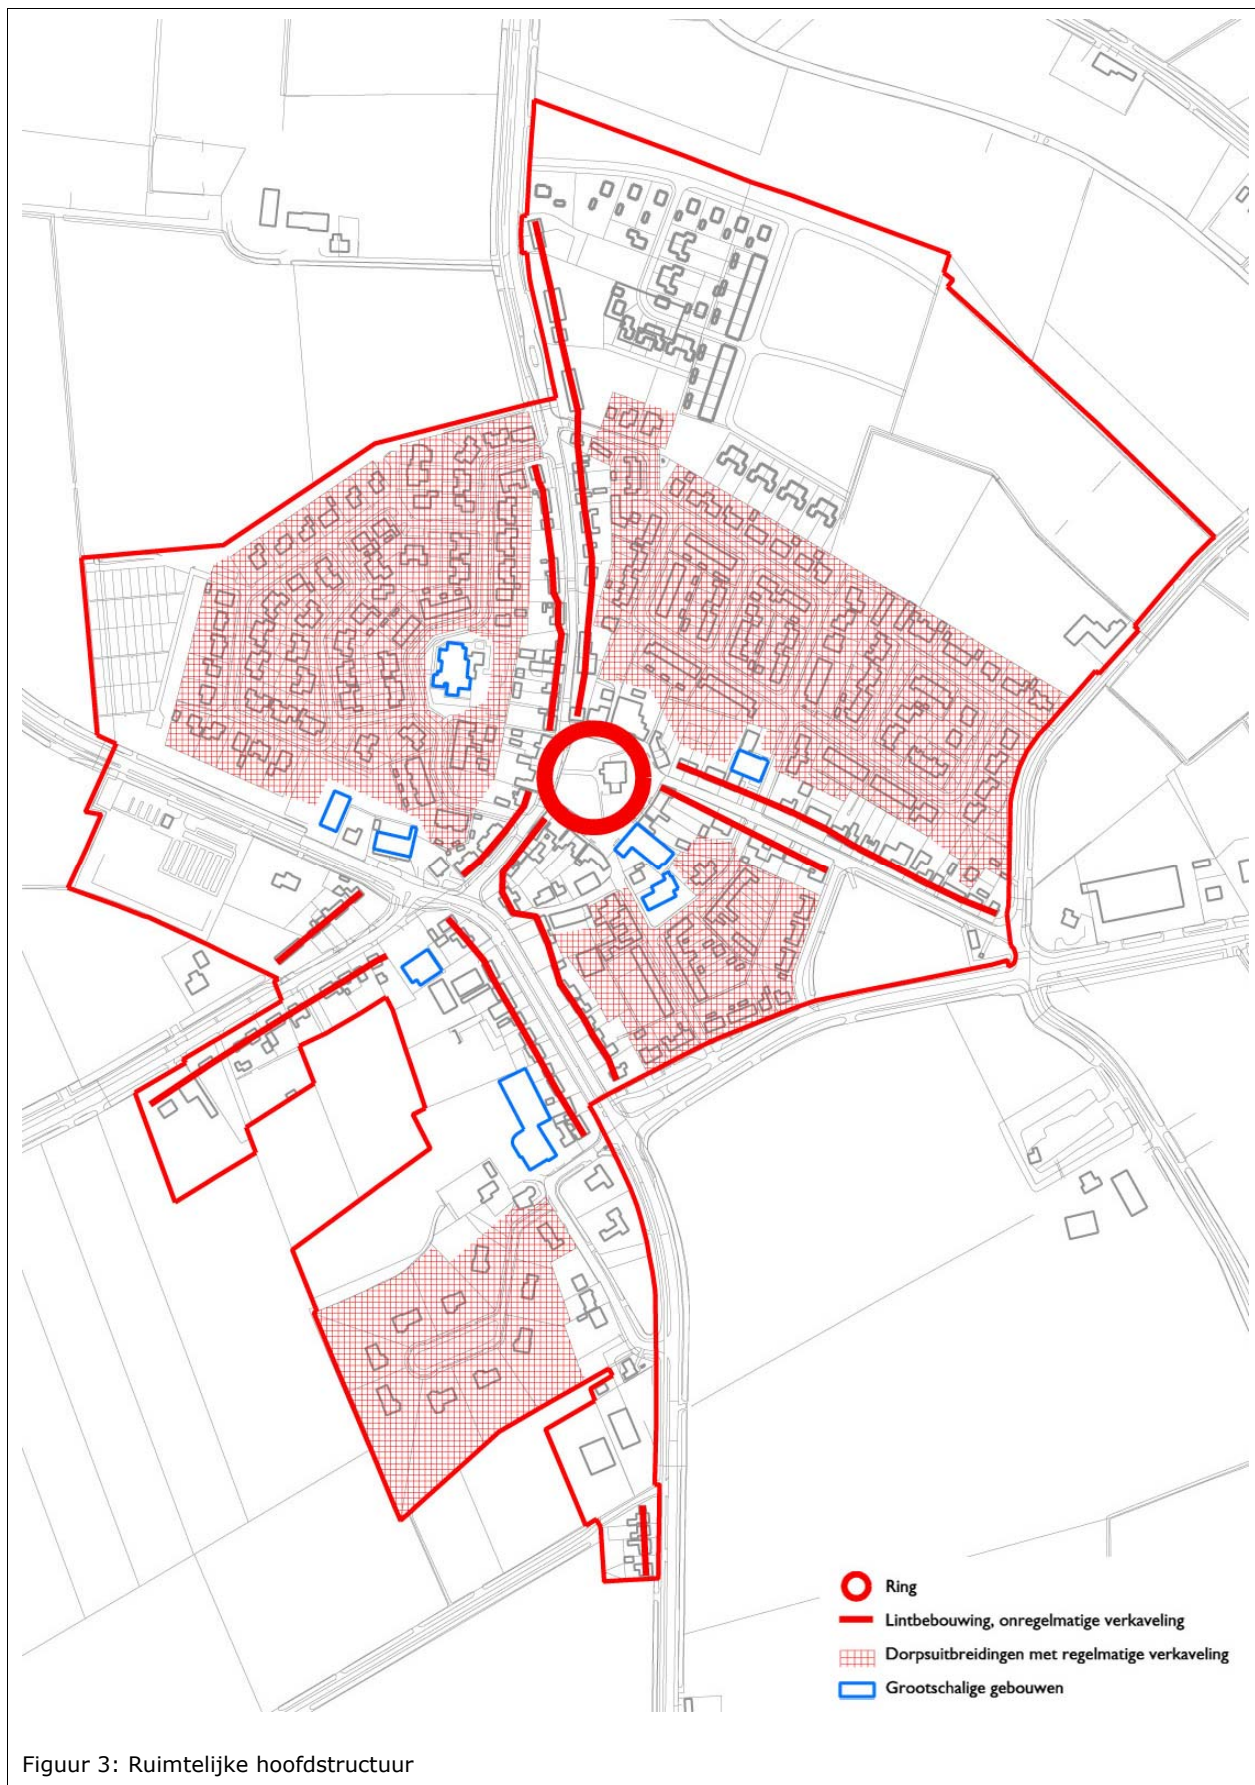 Ring
Lintbebouwing, onregelmatige verkaveling
Dorpsuitbreidingen met regelmatige verkaveling
Grootschalige gebouwen
Figuur 3: Ruimtelijke hoofdstructuur